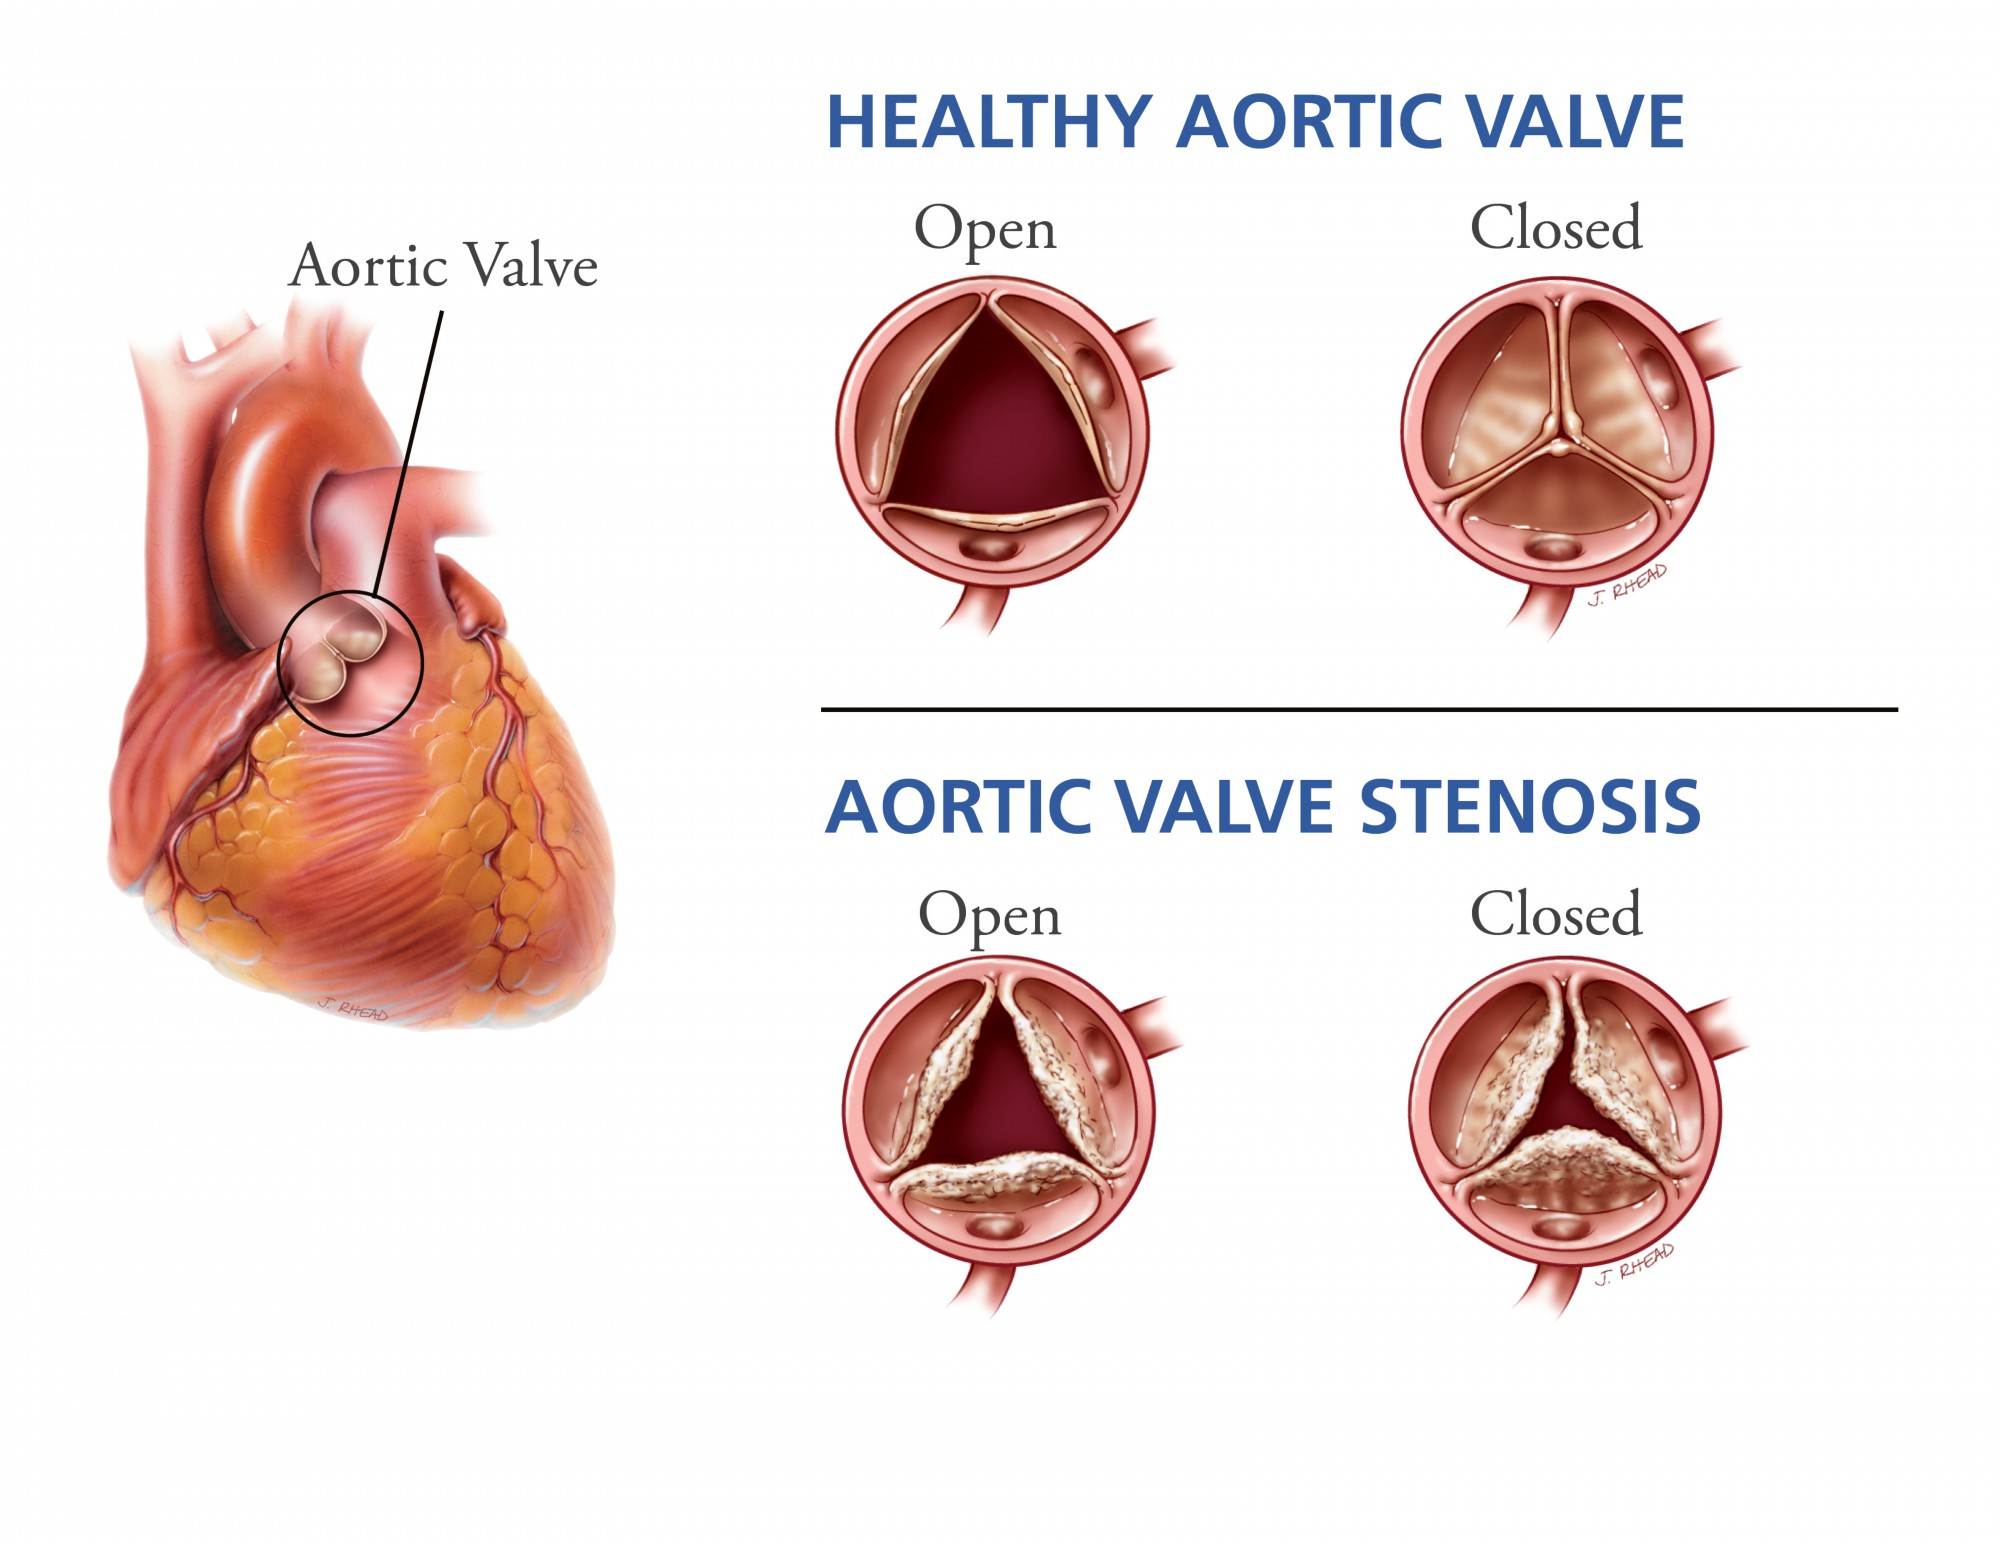 HEALTHY AORTIC VALVE
Open
Closed
Aortic Valve
J. RHEAD
AORTIC VALVE STENOSIS
Open
Closed
J. RHEAD
J. RHEAD